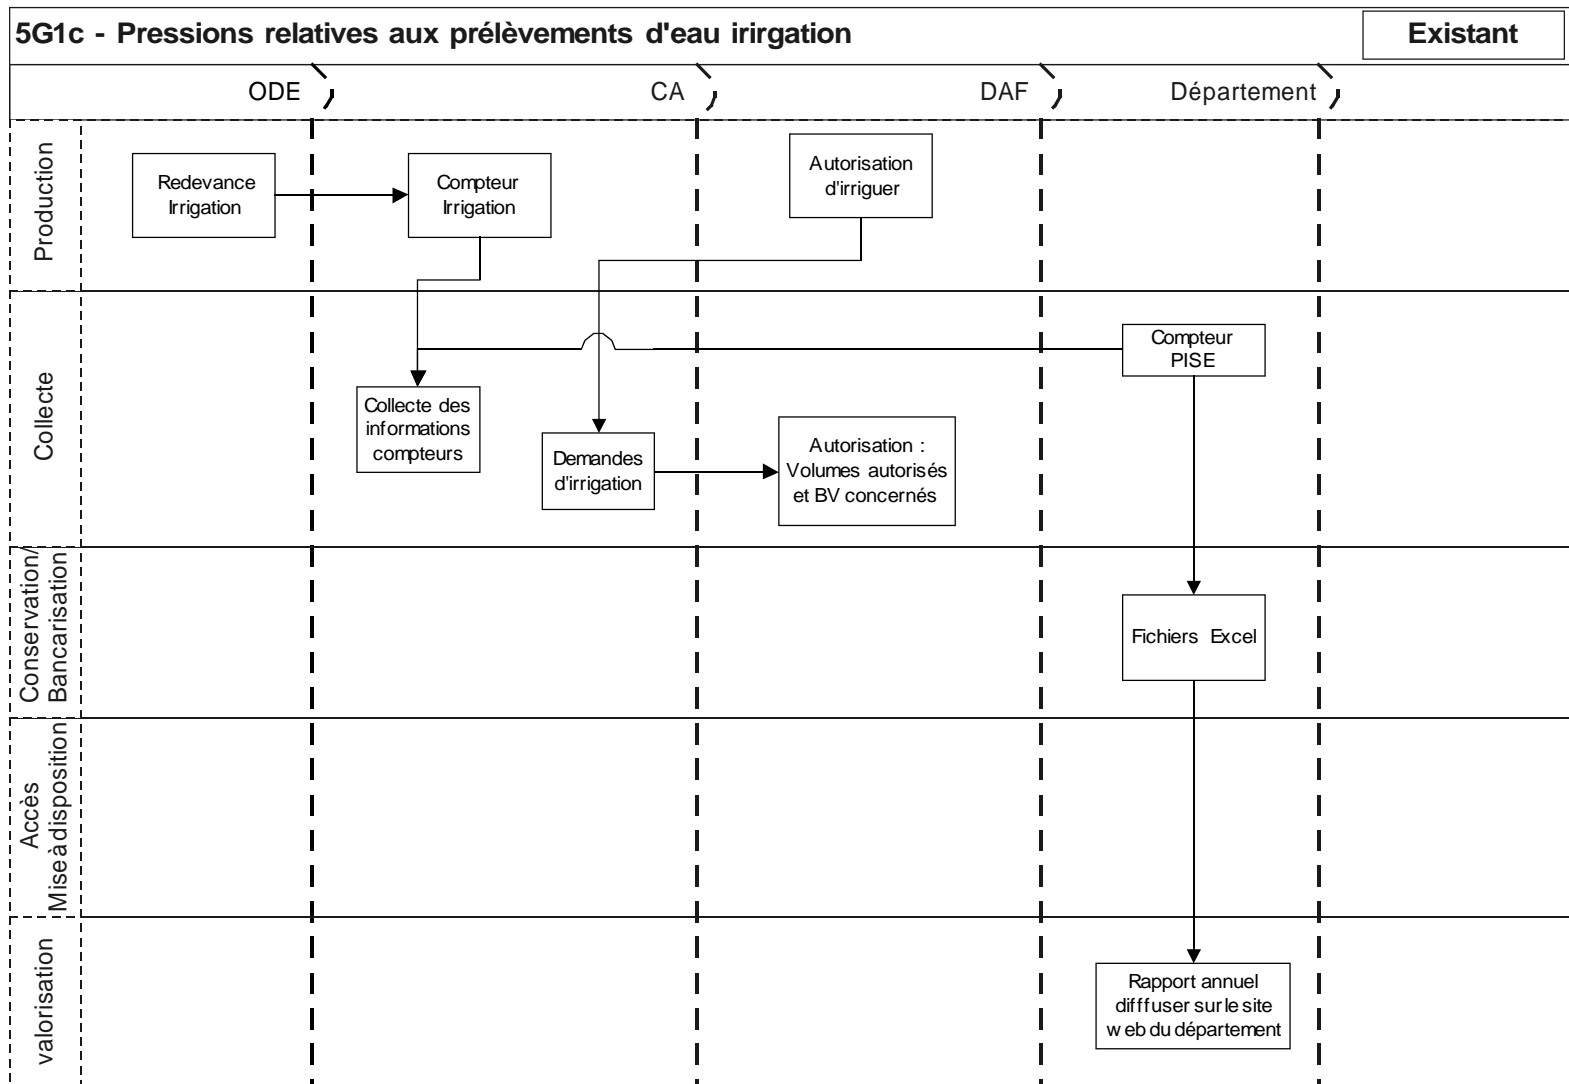 5G1c - Pressions relatives aux prélèvements d'eau irirgation
Existant
ODE
CA
DAF
Département
Production
Redevance
Irrigation
Compteur
Irrigation
Autorisation
d'irriguer
Collecte
Compteur
PISE
Collecte des
informations
compteurs
Demandes
d'irrigation
Autorisation :
Volumes autorisés
et BV concernés
Conservation/
Bancarisation
Fichiers Excel
Accès
Mise à disposition
valorisation
Rapport annuel
difffuser sur le site
web du département